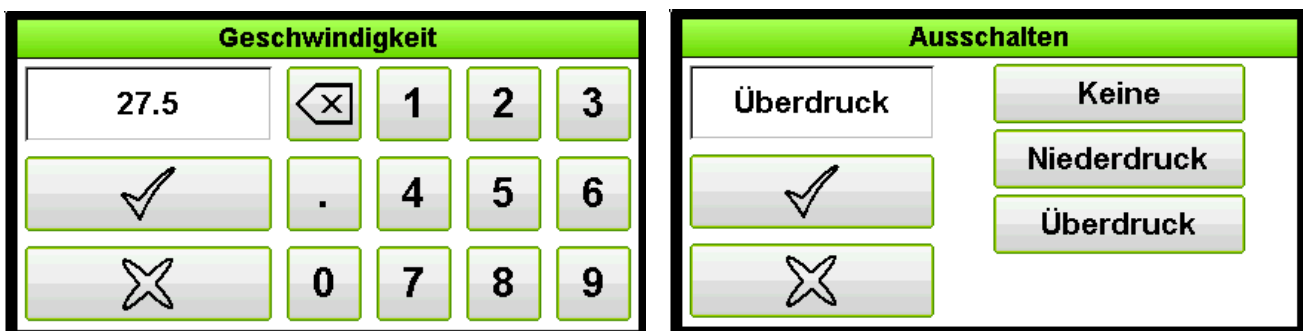 Geschwindigkeit
27.5
1 2 3
. 4 5 6
0 7 8 9
Ausschalten
Überdruck
Keine
Niederdruck
Überdruck